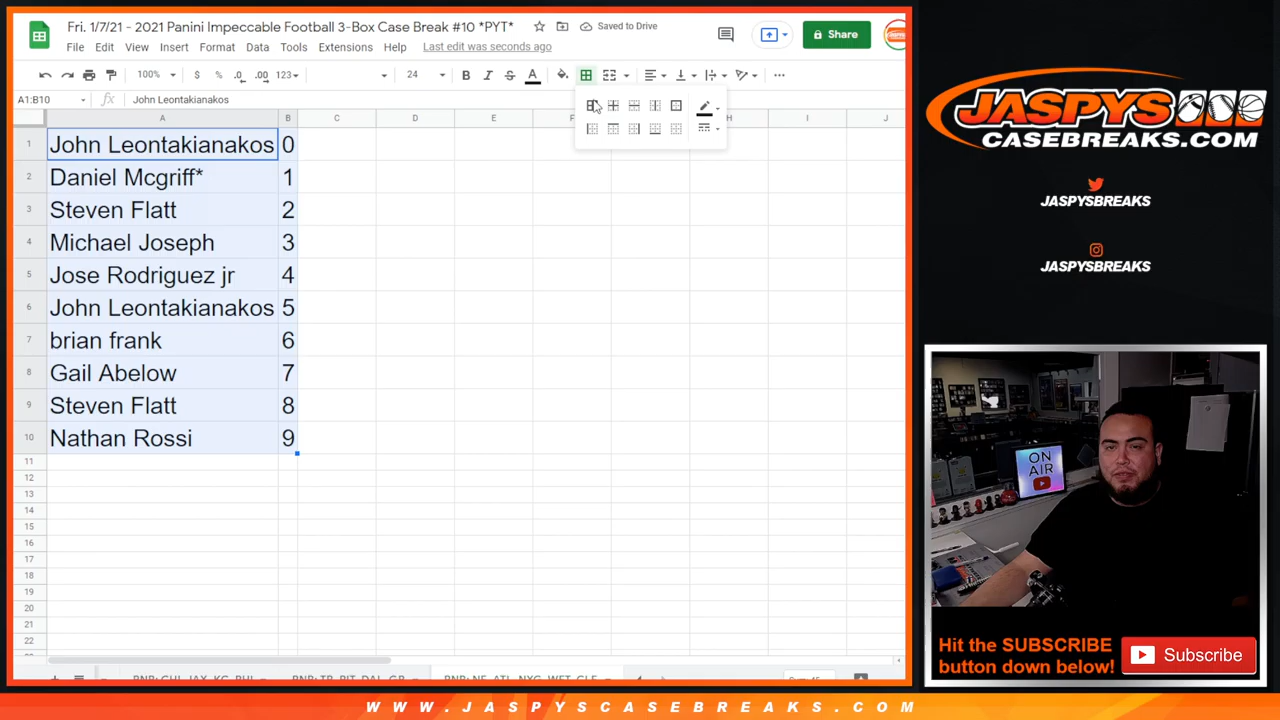 Fri. 1/7/21 - 2021 Panini Impeccable Football 3-Box Case Break #10 *PYT*
Saved to Drive
Share
File Edit View Insert Format Data Tools Extensions Help Last edit was seconds ago
100% $ % .0 .00 123 24 B I S A
A1:B10 fx John Leontakianakos
A B C D E F H I J
1 John Leontakianakos 0
2 Daniel Mcgriff* 1
3 Steven Flatt 2
4 Michael Joseph 3
5 Jose Rodriguez jr 4
6 John Leontakianakos 5
7 brian frank 6
8 Gail Abelow 7
9 Steven Flatt 8
10 Nathan Rossi 9
11
12
13
14
15
16
17
18
19
20
21
22
JASPYS
CASEBREAKS.COM
JASPYSBREAKS
JASPYSBREAKS
ON
AIR
Hit the SUBSCRIBE
button down below!
Subscribe
WWW.JASPYSCASEBREAKS.COM